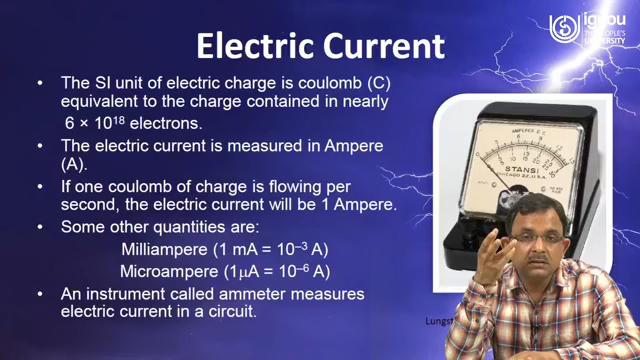 ignou
THE PEOPLE'S
UNIVERSITY
Electric Current
• The SI unit of electric charge is coulomb (C)
equivalent to the charge contained in nearly
6 × 10¹⁸ electrons.
• The electric current is measured in Ampere
(A).
• If one coulomb of charge is flowing per
second, the electric current will be 1 Ampere.
• Some other quantities are:
Milliampere (1 mA = 10⁻³ A)
Microampere (1μA = 10⁻⁶ A)
• An instrument called ammeter measures
electric current in a circuit.
AMPERES D.C.
STANSI
CHICAGO 22, U.S.A.